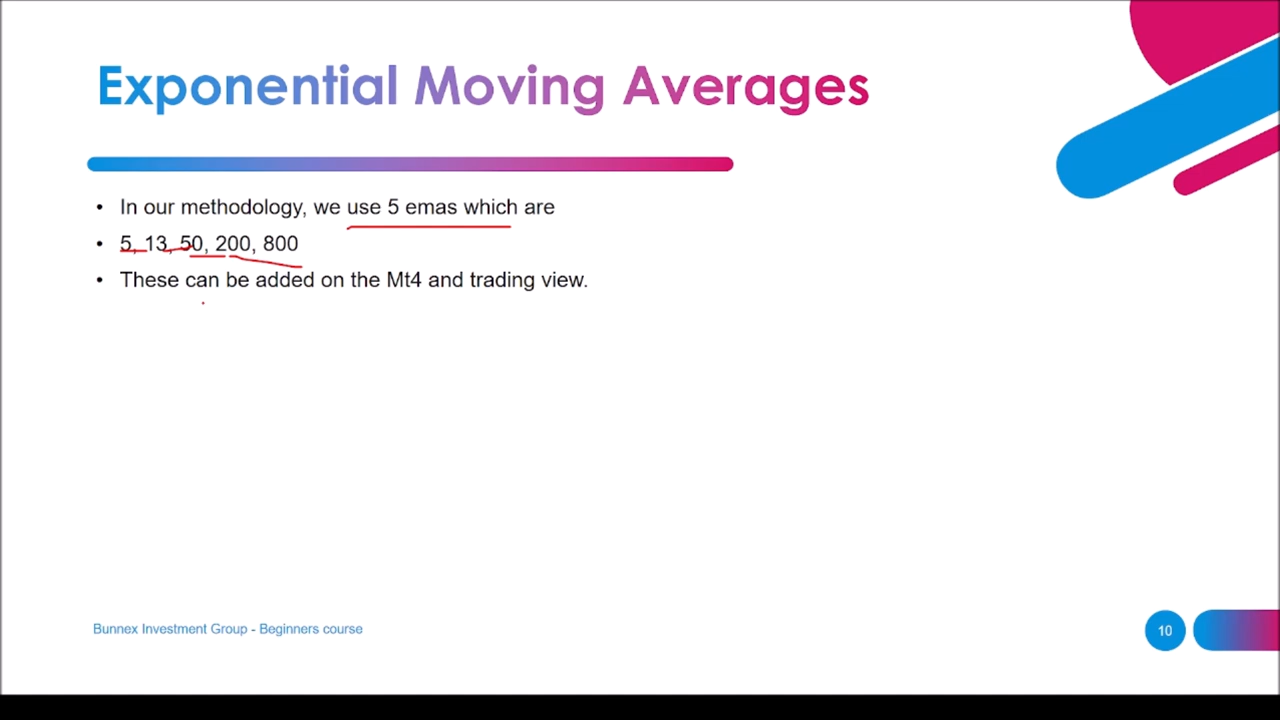 Exponential Moving Averages
• In our methodology, we use 5 emas which are
• 5, 13, 50, 200, 800
• These can be added on the Mt4 and trading view.
Bunnex Investment Group - Beginners course
10